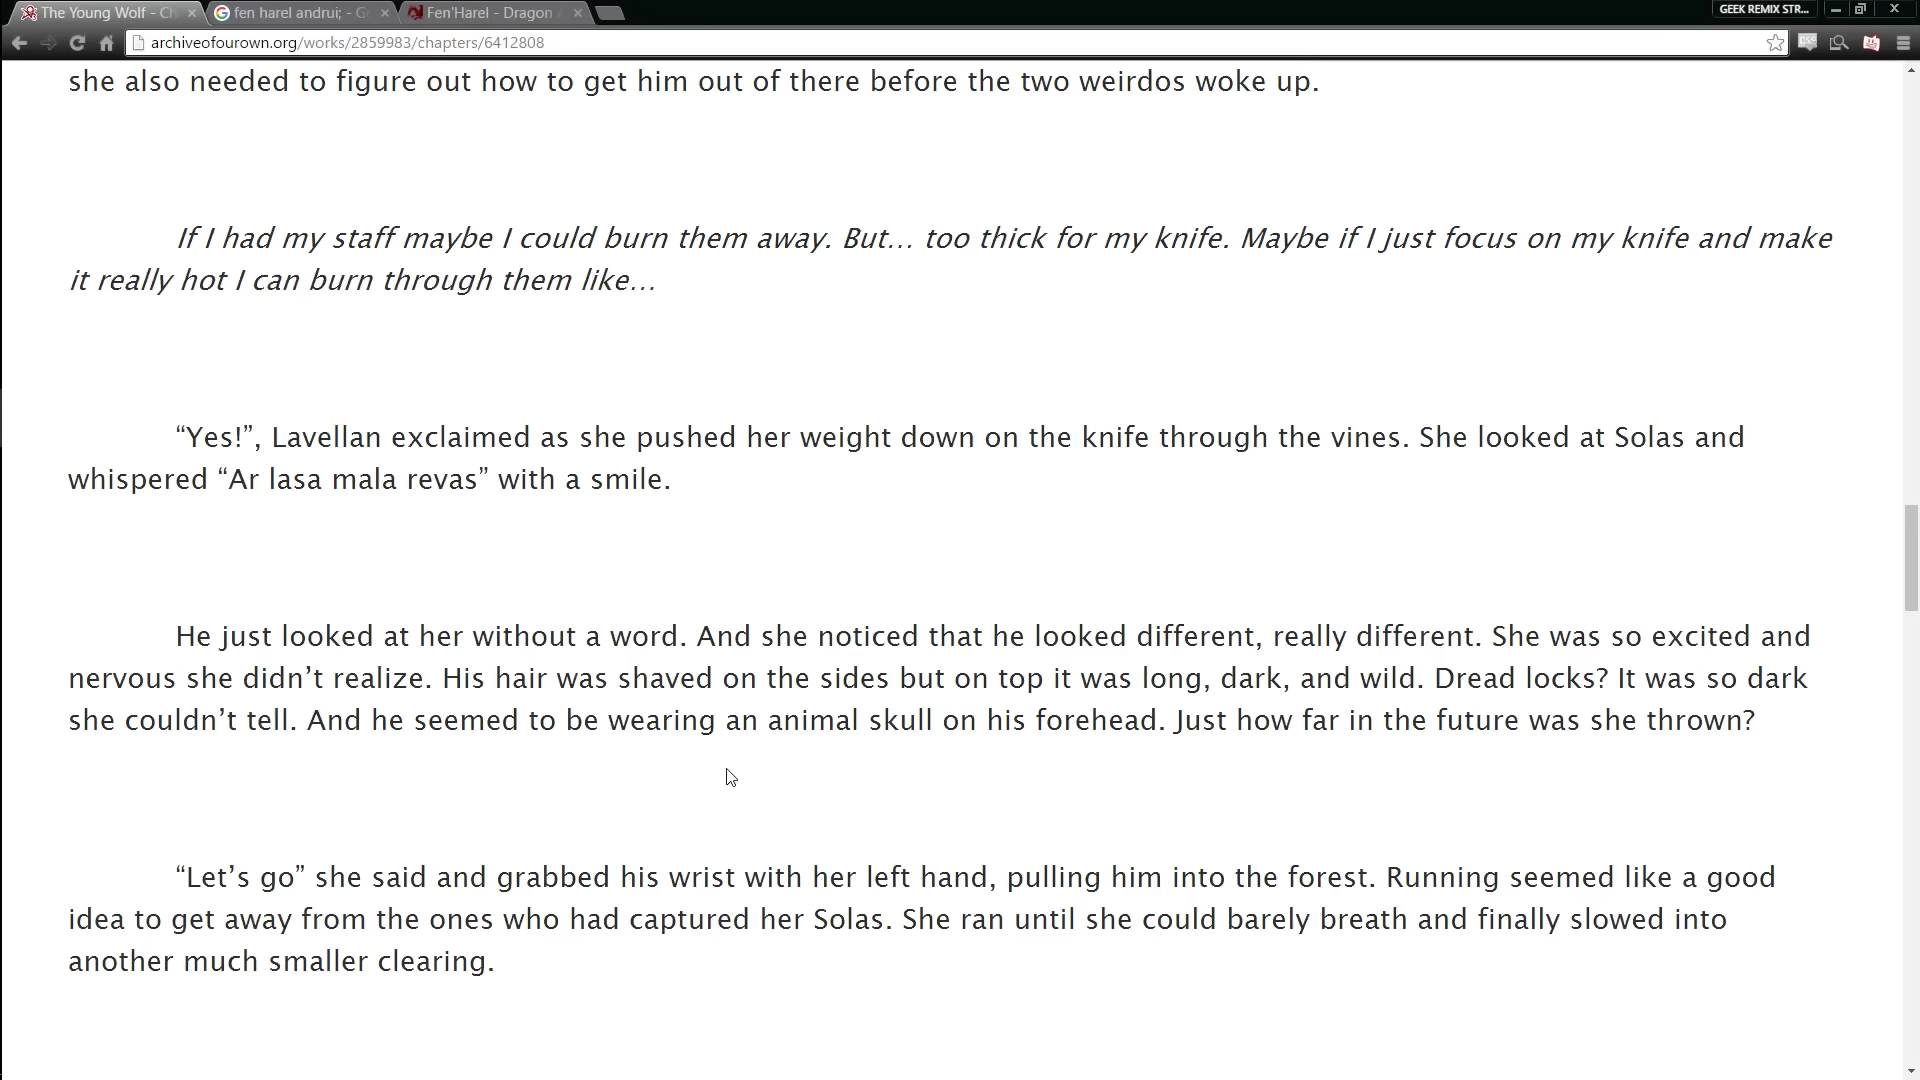 The Young Wolf - Ch
fen harel andrui; - G
Fen'Harel - Dragon
GEEK REMIX STR...
archiveofourown.org/works/2859983/chapters/6412808
she also needed to figure out how to get him out of there before the two weirdos woke up.
If I had my staff maybe I could burn them away. But… too thick for my knife. Maybe if I just focus on my knife and make
it really hot I can burn through them like…
“Yes!”, Lavellan exclaimed as she pushed her weight down on the knife through the vines. She looked at Solas and
whispered “Ar lasa mala revas” with a smile.
He just looked at her without a word. And she noticed that he looked different, really different. She was so excited and
nervous she didn’t realize. His hair was shaved on the sides but on top it was long, dark, and wild. Dread locks? It was so dark
she couldn’t tell. And he seemed to be wearing an animal skull on his forehead. Just how far in the future was she thrown?
“Let’s go” she said and grabbed his wrist with her left hand, pulling him into the forest. Running seemed like a good
idea to get away from the ones who had captured her Solas. She ran until she could barely breath and finally slowed into
another much smaller clearing.